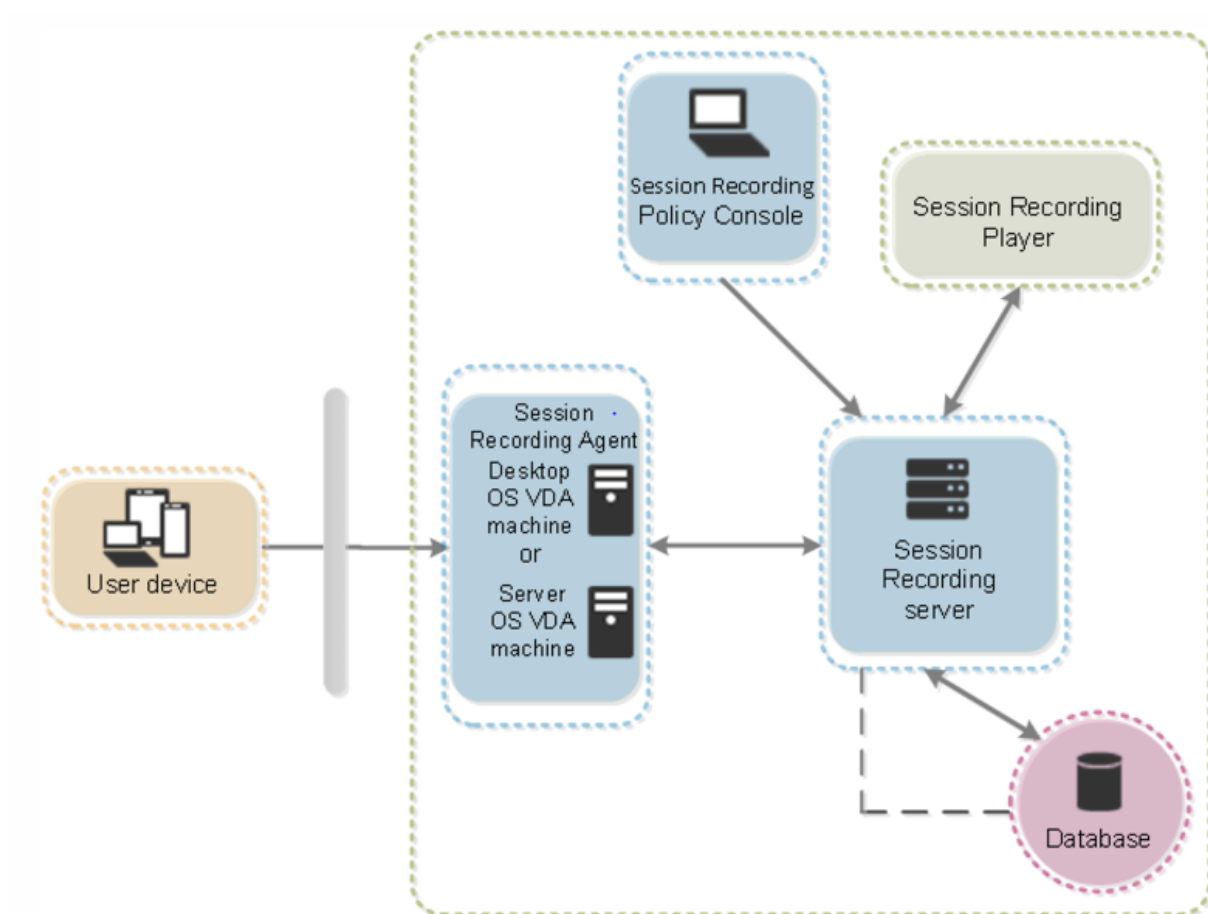 Session Recording
Policy Console
Session Recording
Player
Session
Recording Agent
Desktop
OS VDA
machine
or
Server
OS VDA
machine
User device
Session
Recording
server
Database